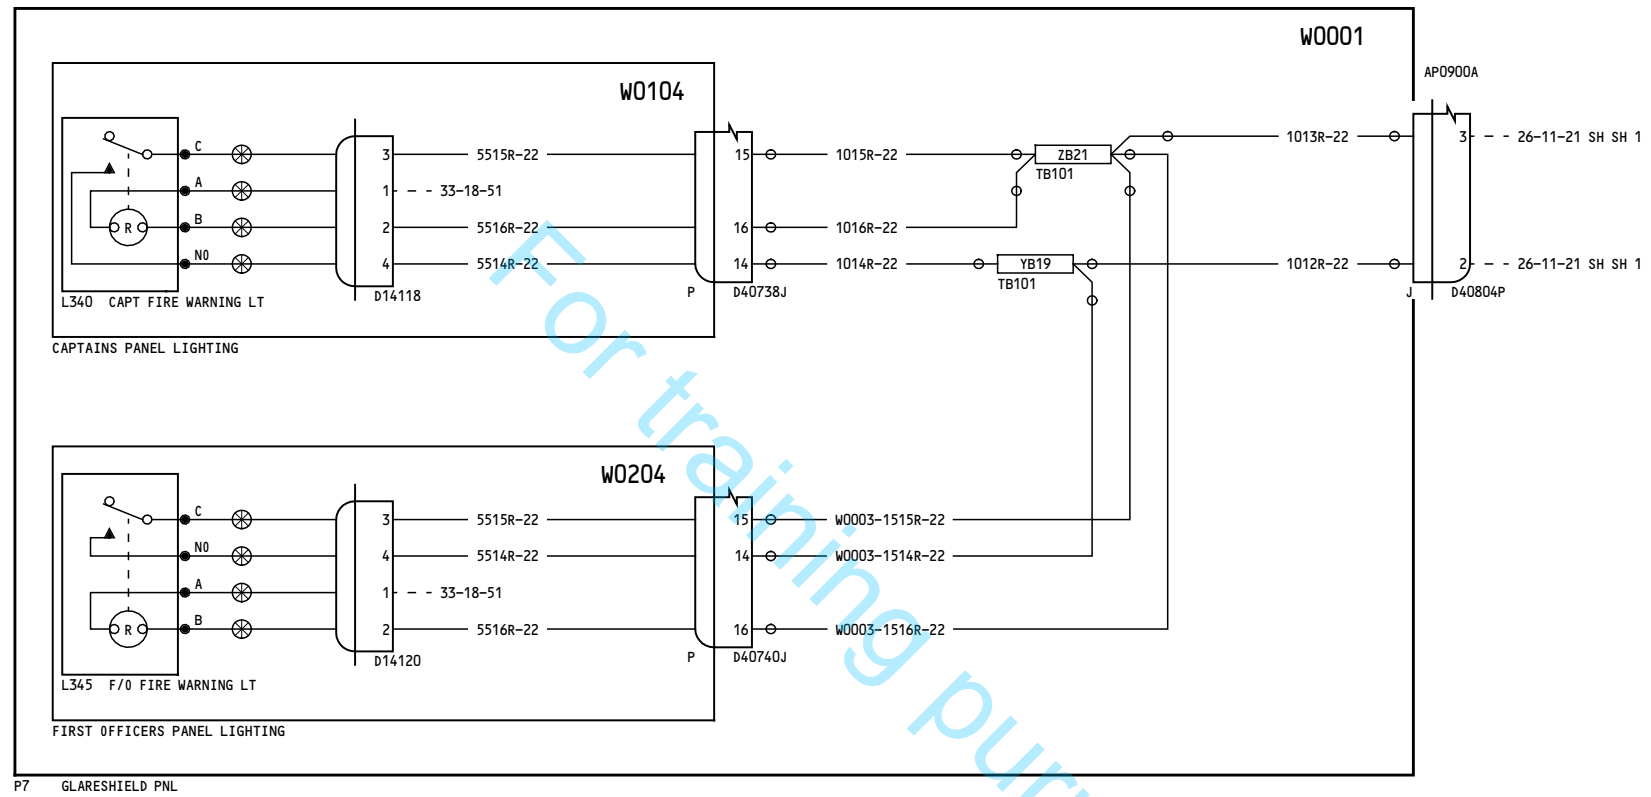 W0001
AP0900A
W0104
C 3 5515R-22 15 1015R-22 ZB21 1013R-22 3 26-11-21 SH SH 1
TB101
A 1 33-18-51
B 2 5516R-22 16 1016R-22
R
N0 4 5514R-22 14 1014R-22 YB19 1012R-22 2 26-11-21 SH SH 1
TB101
D14118 P D40738J J D40804P
L340 CAPT FIRE WARNING LT
CAPTAINS PANEL LIGHTING
W0204
C 3 5515R-22 15 W0003-1515R-22
N0 4 5514R-22 14 W0003-1514R-22
A 1 33-18-51
B 2 5516R-22 16 W0003-1516R-22
R
D14120 P D40740J
L345 F/0 FIRE WARNING LT
FIRST OFFICERS PANEL LIGHTING
P7 GLARESHIELD PNL
For training pur